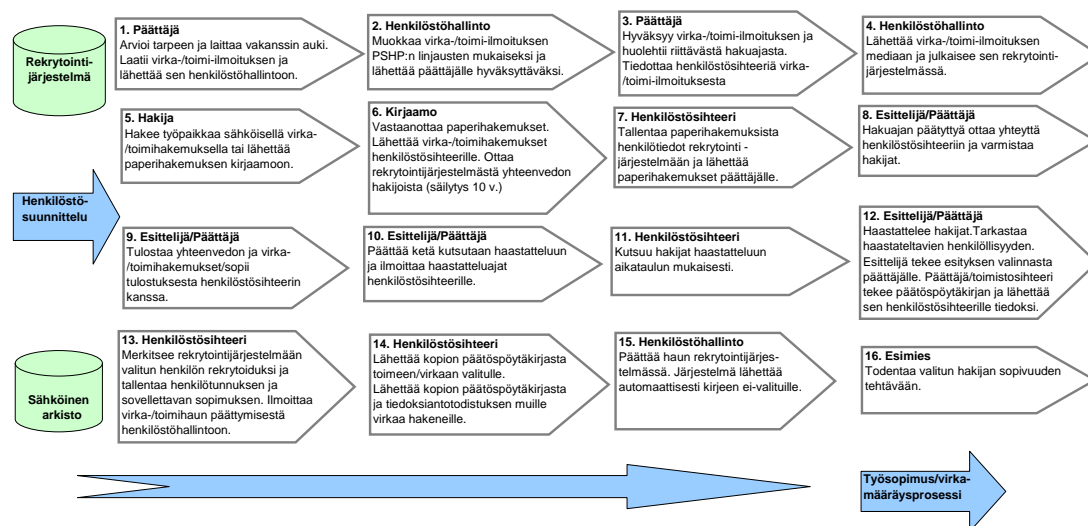 Rekrytointi-
järjestelmä
1. Päättäjä
Arvioi tarpeen ja laittaa vakanssin auki.
Laatii virka-/toimi-ilmoituksen ja
lähettää sen henkilöstöhallintoon.
2. Henkilöstöhallinto
Muokkaa virka-/toimi-ilmoituksen
PSHP:n linjausten mukaiseksi ja
lähettää päättäjälle hyväksyttäväksi.
3. Päättäjä
Hyväksyy virka-/toimi-ilmoituksen ja
huolehtii riittävästä hakuajasta.
Tiedottaa henkilöstösihteeriä virka-
/toimi-ilmoituksesta
4. Henkilöstöhallinto
Lähettää virka-/toimi-ilmoituksen
mediaan ja julkaisee sen rekrytointi-
järjestelmässä.
5. Hakija
Hakee työpaikkaa sähköisellä virka-
/toimihakemuksella tai lähettää
paperihakemuksen kirjaamoon.
6. Kirjaamo
Vastaanottaa paperihakemukset.
Lähettää virka-/toimihakemukset
henkilöstösihteerille. Ottaa
rekrytointijärjestelmästä yhteenvedon
hakijoista (säilytys 10 v.)
7. Henkilöstösihteeri
Tallentaa paperihakemuksista
henkilötiedot rekrytointi -
järjestelmään ja lähettää
paperihakemukset päättäjälle.
8. Esittelijä/Päättäjä
Hakuajan päätyttyä ottaa yhteyttä
henkilöstösihteeriin ja varmistaa
hakijat.
Henkilöstö-
suunnittelu
9. Esittelijä/Päättäjä
Tulostaa yhteenvedon ja virka-
/toimihakemukset/sopii
tulostuksesta henkilöstösihteerin
kanssa.
10. Esittelijä/Päättäjä
Päättää ketä kutsutaan haastatteluun
ja ilmoittaa haastatteluajat
henkilöstösihteerille.
11. Henkilöstösihteeri
Kutsuu hakijat haastatteluun
aikataulun mukaisesti.
12. Esittelijä/Päättäjä
Haastattelee hakijat.Tarkastaa
haastateltavien henkilöllisyyden.
Esittelijä tekee esityksen valinnasta
päättäjälle. Päättäjä/toimistosihteeri
tekee päätöspöytäkirjan ja lähettää
sen henkilöstösihteerille tiedoksi.
Sähköinen
arkisto
13. Henkilöstösihteeri
Merkitsee rekrytointijärjestelmään
valitun henkilön rekrytoiduksi ja
tallentaa henkilötunnuksen ja
sovellettavan sopimuksen. Ilmoittaa
virka-/toimihaun päättymisestä
henkilöstöhallintoon.
14. Henkilöstösihteeri
Lähettää kopion päätöspöytäkirjasta
toimeen/virkaan valitulle.
Lähettää kopion päätöspöytäkirjasta
ja tiedoksiantotodistuksen muille
virkaa hakeneille.
15. Henkilöstöhallinto
Päättää haun rekrytointijärjes-
telmässä. Järjestelmä lähettää
automaattisesti kirjeen ei-valituille.
16. Esimies
Todentaa valitun hakijan sopivuuden
tehtävään.
Työsopimus/virka-
määräysprosessi